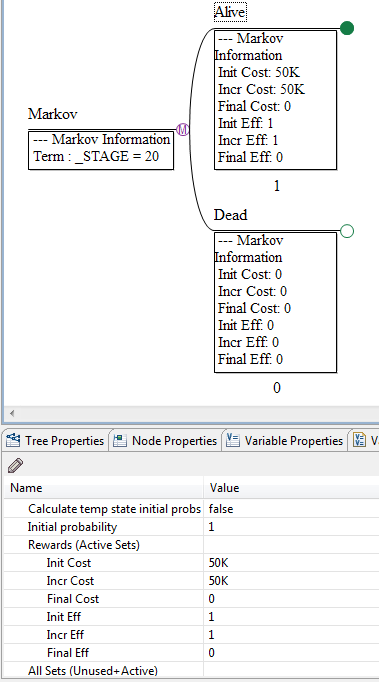 Alive
--- Markov
Information
Init Cost: 50K
Incr Cost: 50K
Final Cost: 0
Init Eff: 1
Incr Eff: 1
Final Eff: 0
1
Markov
M
--- Markov Information
Term : _STAGE = 20
Dead
--- Markov
Information
Init Cost: 0
Incr Cost: 0
Final Cost: 0
Init Eff: 0
Incr Eff: 0
Final Eff: 0
0
Tree Properties Node Properties Variable Properties
Name Value
Calculate temp state initial probs false
Initial probability 1
Rewards (Active Sets)
Init Cost 50K
Incr Cost 50K
Final Cost 0
Init Eff 1
Incr Eff 1
Final Eff 0
All Sets (Unused+Active)